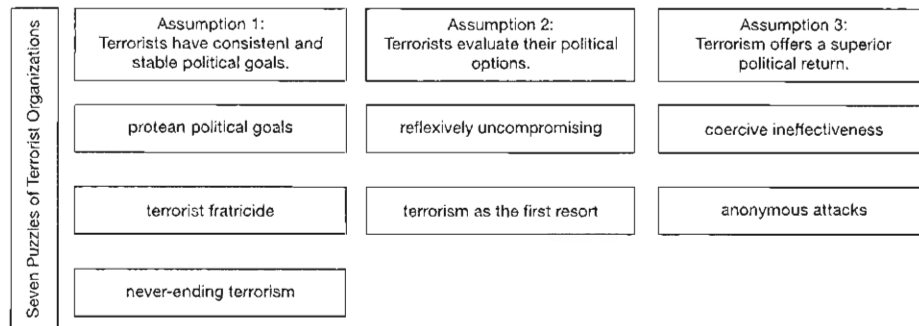 Seven Puzzles of Terrorist Organizations
Assumption 1:
Terrorists have consistent and
stable political goals.
Assumption 2:
Terrorists evaluate their political
options.
Assumption 3:
Terrorism offers a superior
political return.
protean political goals
reflexively uncompromising
coercive ineffectiveness
terrorist fratricide
terrorism as the first resort
anonymous attacks
never-ending terrorism